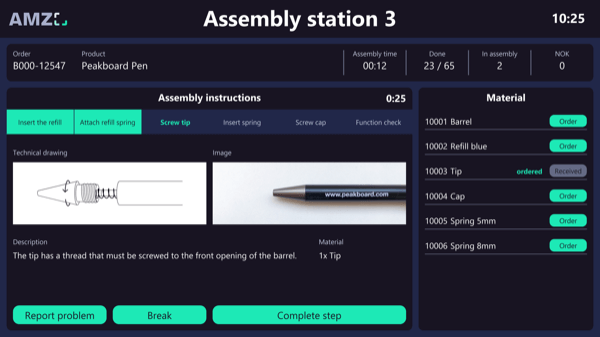 AMZ
Assembly station 3
10:25
Order
B000-12547
Product
Peakboard Pen
Assembly time
00:12
Done
23 / 65
In assembly
2
NOK
0
Assembly instructions
0:25
Insert the refill
Attach refill spring
Screw tip
Insert spring
Screw cap
Function check
Technical drawing
Image
www.peakboard.com
Description
The tip has a thread that must be screwed to the front opening of the barrel.
Material
1x Tip
Report problem
Break
Complete step
Material
10001 Barrel
Order
10002 Refill blue
Order
10003 Tip
ordered
Received
10004 Cap
Order
10005 Spring 5mm
Order
10006 Spring 8mm
Order